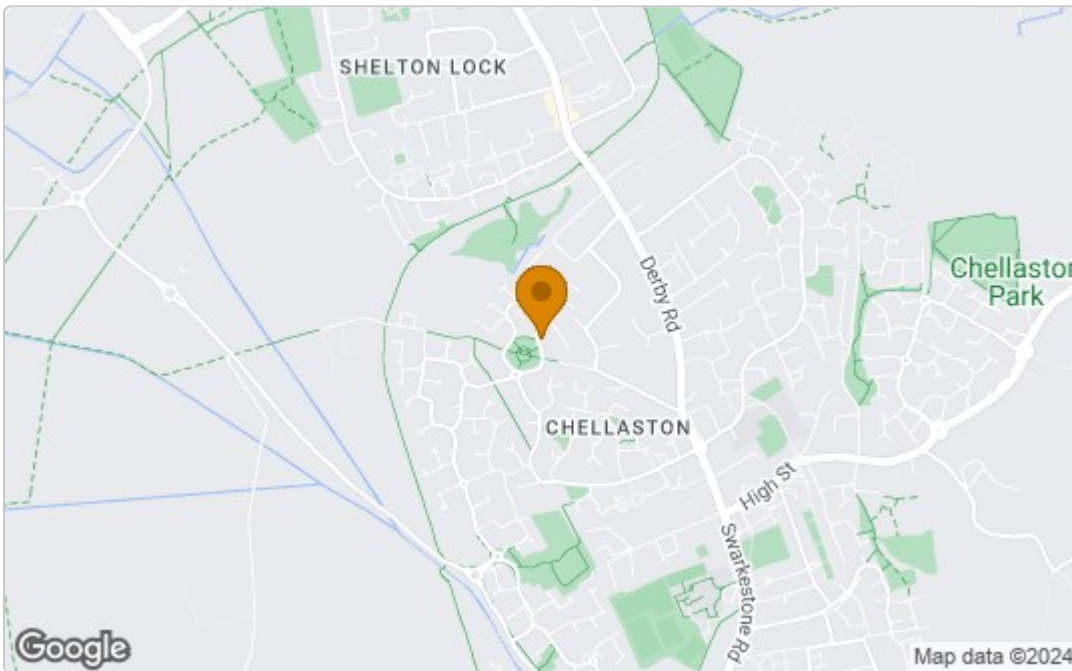 SHELTON LOCK
Derby Rd
Chellaston
Park
CHELLASTON
High St
Swarkestone Rd
Google
Map data ©2024